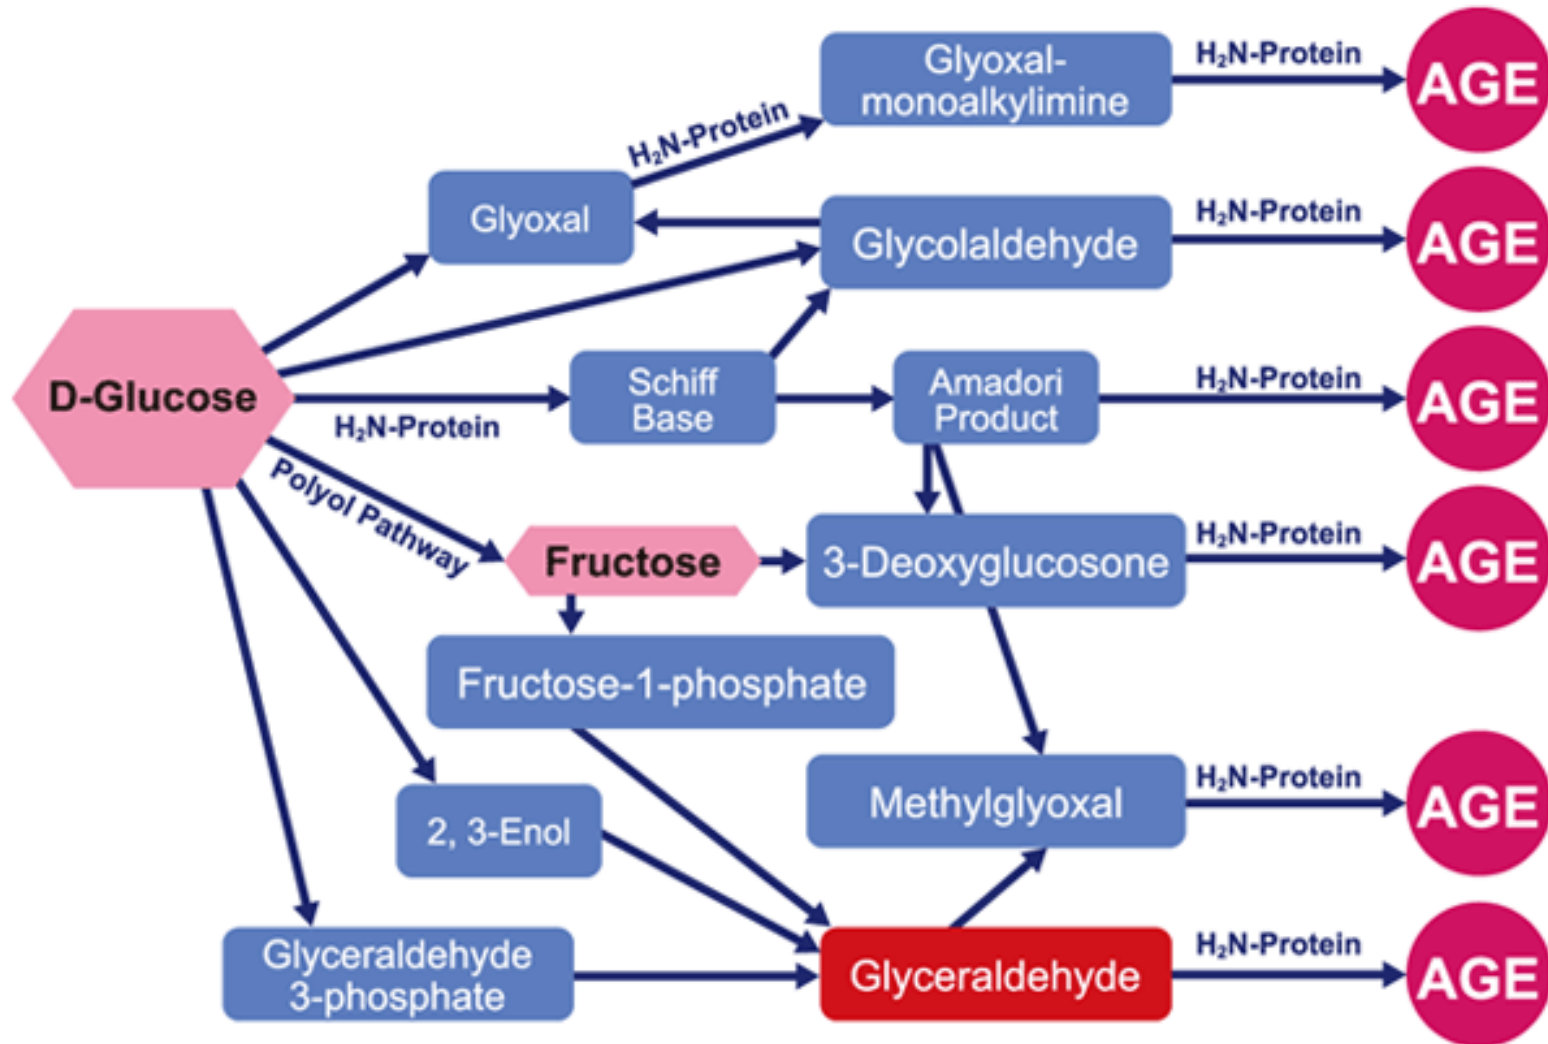 Glyoxal-
monoalkylimine
H₂N-Protein
AGE
H₂N-Protein
Glyoxal
Glycolaldehyde
H₂N-Protein
AGE
D-Glucose
H₂N-Protein
Schiff
Base
Amadori
Product
H₂N-Protein
AGE
Polyol Pathway
Fructose
3-Deoxyglucosone
H₂N-Protein
AGE
Fructose-1-phosphate
2, 3-Enol
Methylglyoxal
H₂N-Protein
AGE
Glyceraldehyde
3-phosphate
Glyceraldehyde
H₂N-Protein
AGE